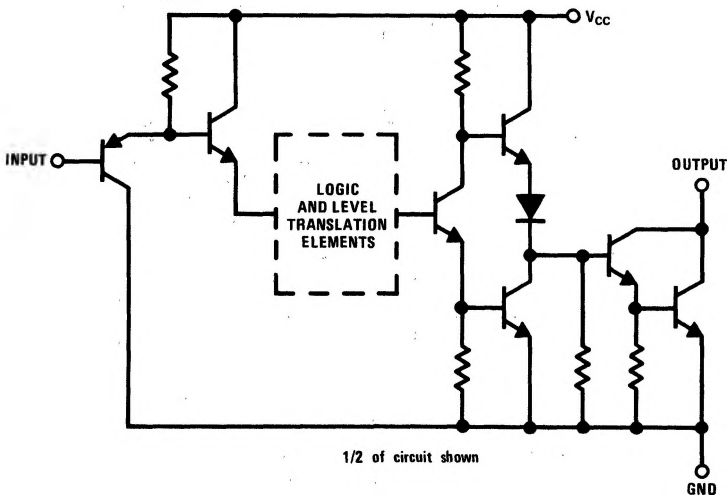 Vcc
INPUT
LOGIC
AND LEVEL
TRANSLATION
ELEMENTS
OUTPUT
1/2 of circuit shown
GND